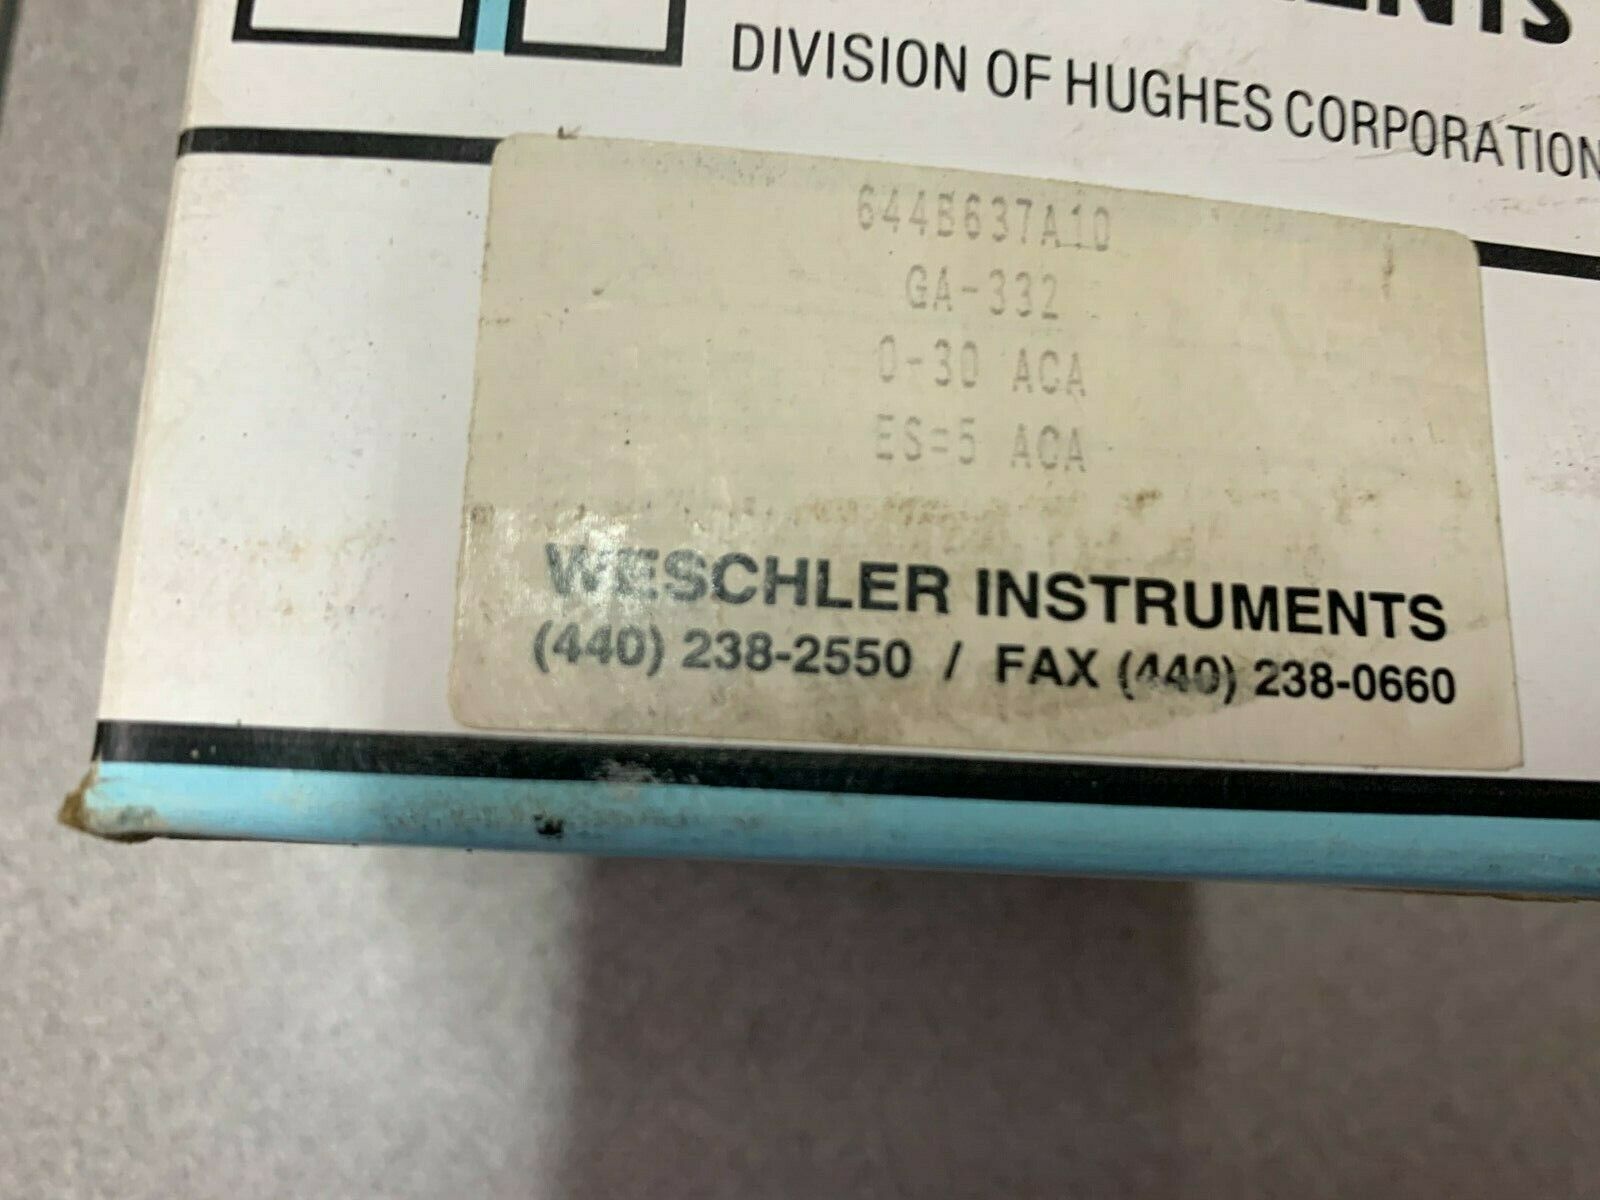 DIVISION OF HUGHES CORPORATION
644B637A10
GA-332
0-30 ACA
ES=5 ACA
WESCHLER INSTRUMENTS
(440) 238-2550 / FAX (440) 238-0660